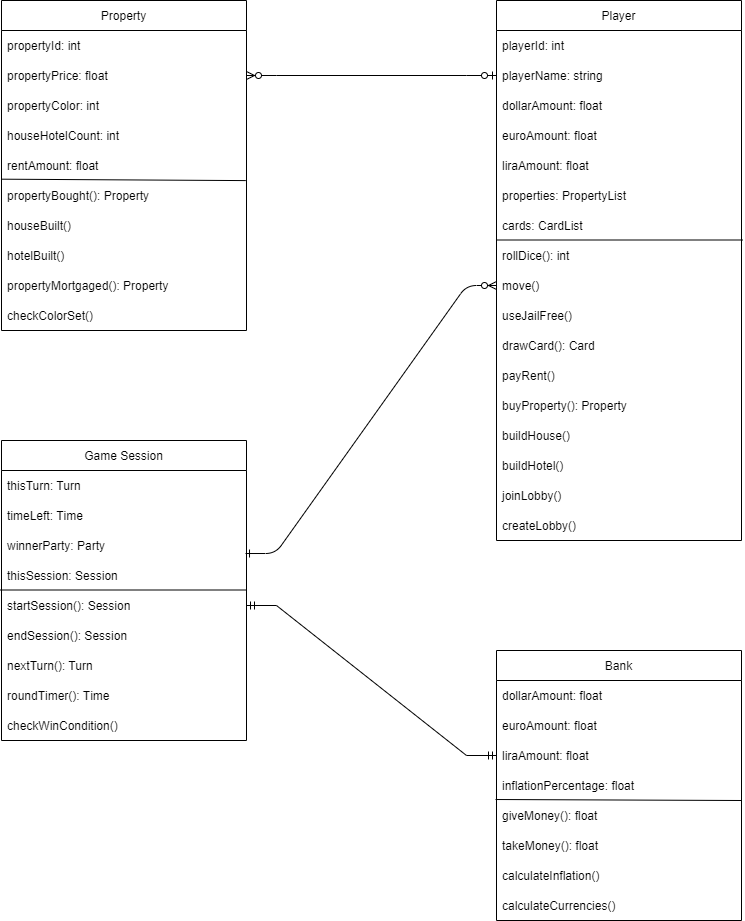 Property
propertyId: int
propertyPrice: float
propertyColor: int
houseHotelCount: int
rentAmount: float
propertyBought(): Property
houseBuilt()
hotelBuilt()
propertyMortgaged(): Property
checkColorSet()
Player
playerId: int
playerName: string
dollarAmount: float
euroAmount: float
liraAmount: float
properties: PropertyList
cards: CardList
rollDice(): int
move()
useJailFree()
drawCard(): Card
payRent()
buyProperty(): Property
buildHouse()
buildHotel()
joinLobby()
createLobby()
Game Session
thisTurn: Turn
timeLeft: Time
winnerParty: Party
thisSession: Session
startSession(): Session
endSession(): Session
nextTurn(): Turn
roundTimer(): Time
checkWinCondition()
Bank
dollarAmount: float
euroAmount: float
liraAmount: float
inflationPercentage: float
giveMoney(): float
takeMoney(): float
calculateInflation()
calculateCurrencies()